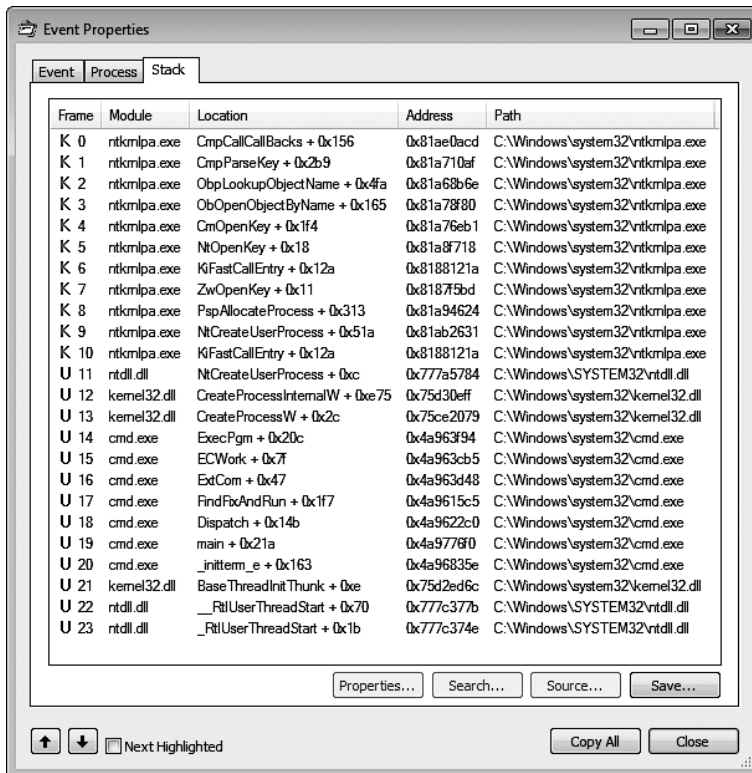 Event Properties
Event Process Stack
Frame Module Location Address Path
K 0 ntkrnlpa.exe CmpCallCallBacks + 0x156 0x81ae0acd C:\Windows\system32\ntkrnlpa.exe
K 1 ntkrnlpa.exe CmpParseKey + 0x2b9 0x81a710af C:\Windows\system32\ntkrnlpa.exe
K 2 ntkrnlpa.exe ObpLookupObjectName + 0x4fa 0x81a68b6e C:\Windows\system32\ntkrnlpa.exe
K 3 ntkrnlpa.exe ObOpenObjectByName + 0x165 0x81a78f80 C:\Windows\system32\ntkrnlpa.exe
K 4 ntkrnlpa.exe CmOpenKey + 0x1f4 0x81a76eb1 C:\Windows\system32\ntkrnlpa.exe
K 5 ntkrnlpa.exe NtOpenKey + 0x18 0x81a8f718 C:\Windows\system32\ntkrnlpa.exe
K 6 ntkrnlpa.exe KiFastCallEntry + 0x12a 0x8188121a C:\Windows\system32\ntkrnlpa.exe
K 7 ntkrnlpa.exe ZwOpenKey + 0x11 0x8187f5bd C:\Windows\system32\ntkrnlpa.exe
K 8 ntkrnlpa.exe PspAllocateProcess + 0x313 0x81a94624 C:\Windows\system32\ntkrnlpa.exe
K 9 ntkrnlpa.exe NtCreateUserProcess + 0x51a 0x81ab2631 C:\Windows\system32\ntkrnlpa.exe
K 10 ntkrnlpa.exe KiFastCallEntry + 0x12a 0x8188121a C:\Windows\system32\ntkrnlpa.exe
U 11 ntdll.dll NtCreateUserProcess + 0xc 0x777a5784 C:\Windows\SYSTEM32\ntdll.dll
U 12 kernel32.dll CreateProcessInternalW + 0xe75 0x75d30eff C:\Windows\system32\kernel32.dll
U 13 kernel32.dll CreateProcessW + 0x2c 0x75ce2079 C:\Windows\system32\kernel32.dll
U 14 cmd.exe ExecPgm + 0x20c 0x4a963f94 C:\Windows\system32\cmd.exe
U 15 cmd.exe ECWork + 0x7f 0x4a963cb5 C:\Windows\system32\cmd.exe
U 16 cmd.exe ExtCom + 0x47 0x4a963d48 C:\Windows\system32\cmd.exe
U 17 cmd.exe FindFixAndRun + 0x1f7 0x4a9615c5 C:\Windows\system32\cmd.exe
U 18 cmd.exe Dispatch + 0x14b 0x4a9622c0 C:\Windows\system32\cmd.exe
U 19 cmd.exe main + 0x21a 0x4a9776f0 C:\Windows\system32\cmd.exe
U 20 cmd.exe _initterm_e + 0x163 0x4a96835e C:\Windows\system32\cmd.exe
U 21 kernel32.dll BaseThreadInitThunk + 0xe 0x75d2ed6c C:\Windows\system32\kernel32.dll
U 22 ntdll.dll __RtlUserThreadStart + 0x70 0x777c377b C:\Windows\SYSTEM32\ntdll.dll
U 23 ntdll.dll _RtlUserThreadStart + 0x1b 0x777c374e C:\Windows\SYSTEM32\ntdll.dll
Properties... Search... Source... Save...
Next Highlighted Copy All Close